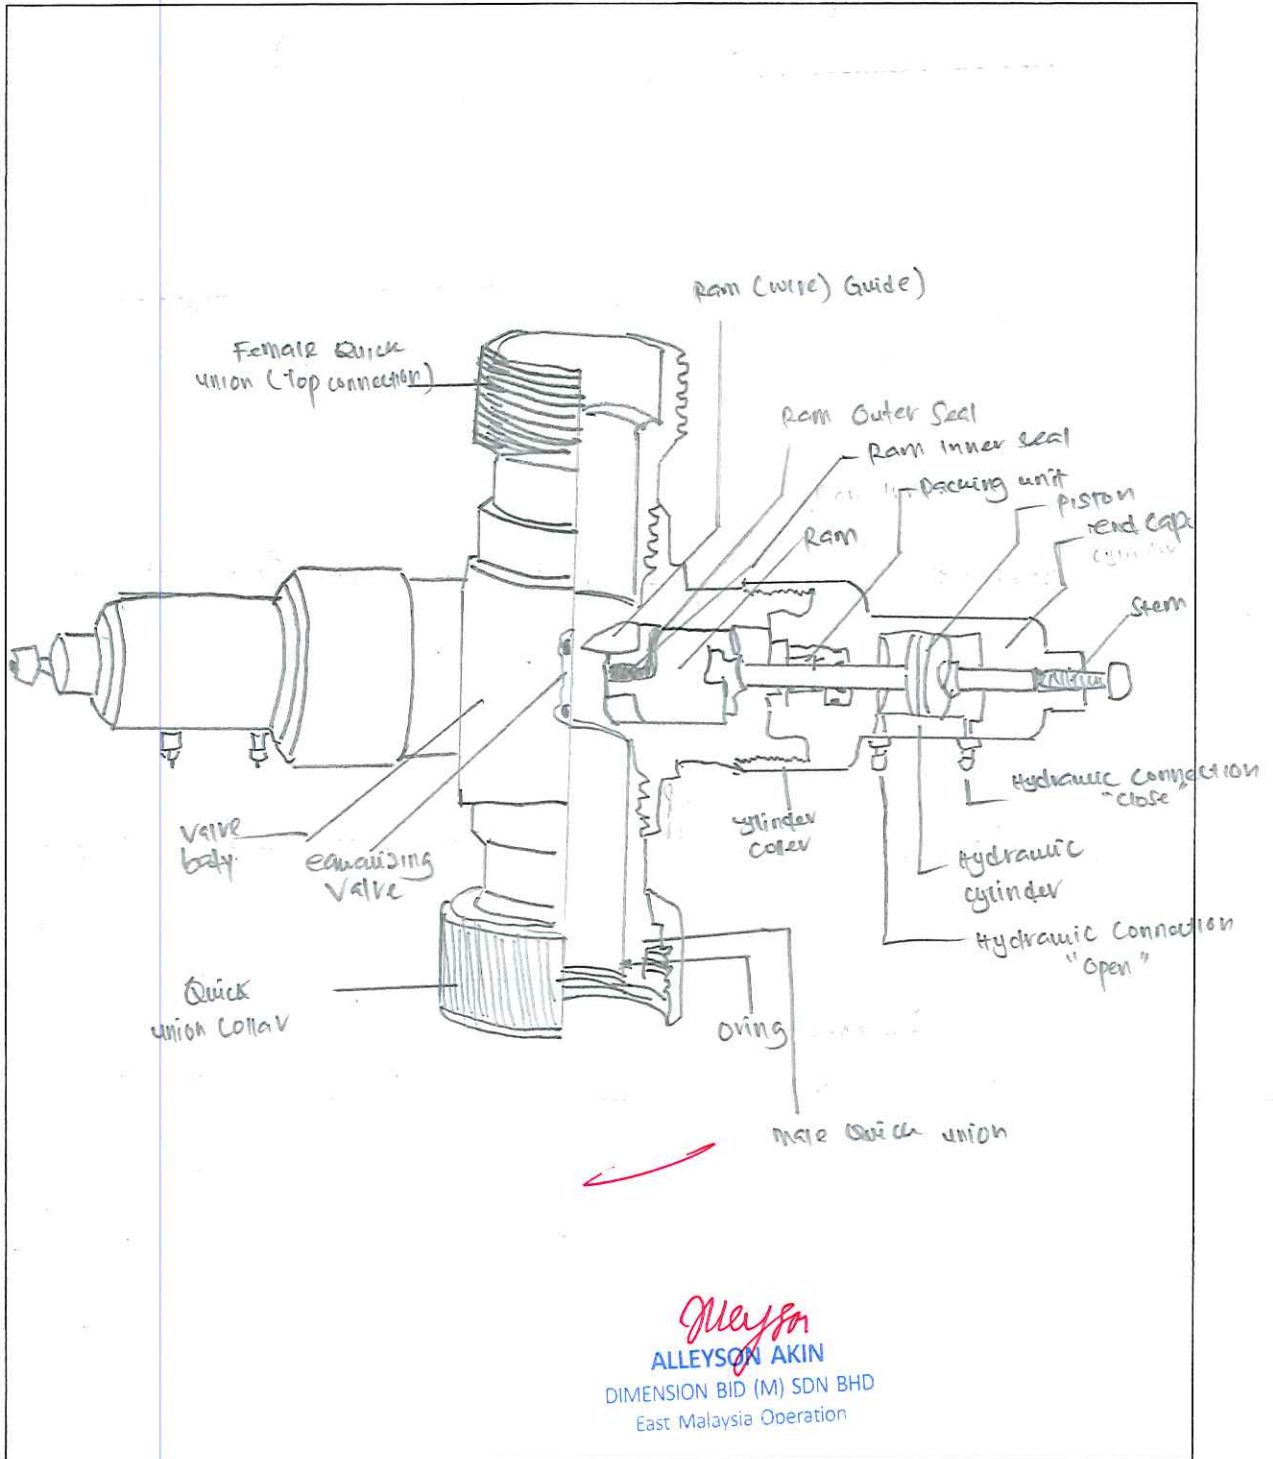 Ram (wire) Guide)
Female Quick
union (Top connection)
Ram Outer Seal
Ram inner seal
Packing unit
Piston
end cap
Ram
Stem
Hydraulic Connection
"Close"
cylinder
Valve
body.
equalizing
Valve
Hydraulic
cylinder
Hydraulic Connection
"Open"
Quick
union Collar
Oring
male Quick union
ALLEYSON AKIN
DIMENSION BID (M) SDN BHD
East Malaysia Operation